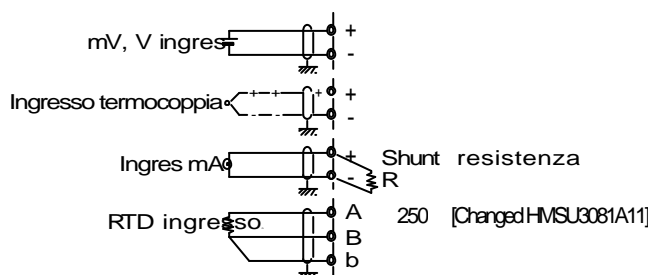 mV, V ingres
+
-
Ingresso termocoppia
+ + +
+
-
Ingres mA
+
-
Shunt resistenza
R
250 [Changed HMSU3081A11]
RTD ingresso
A
B
b